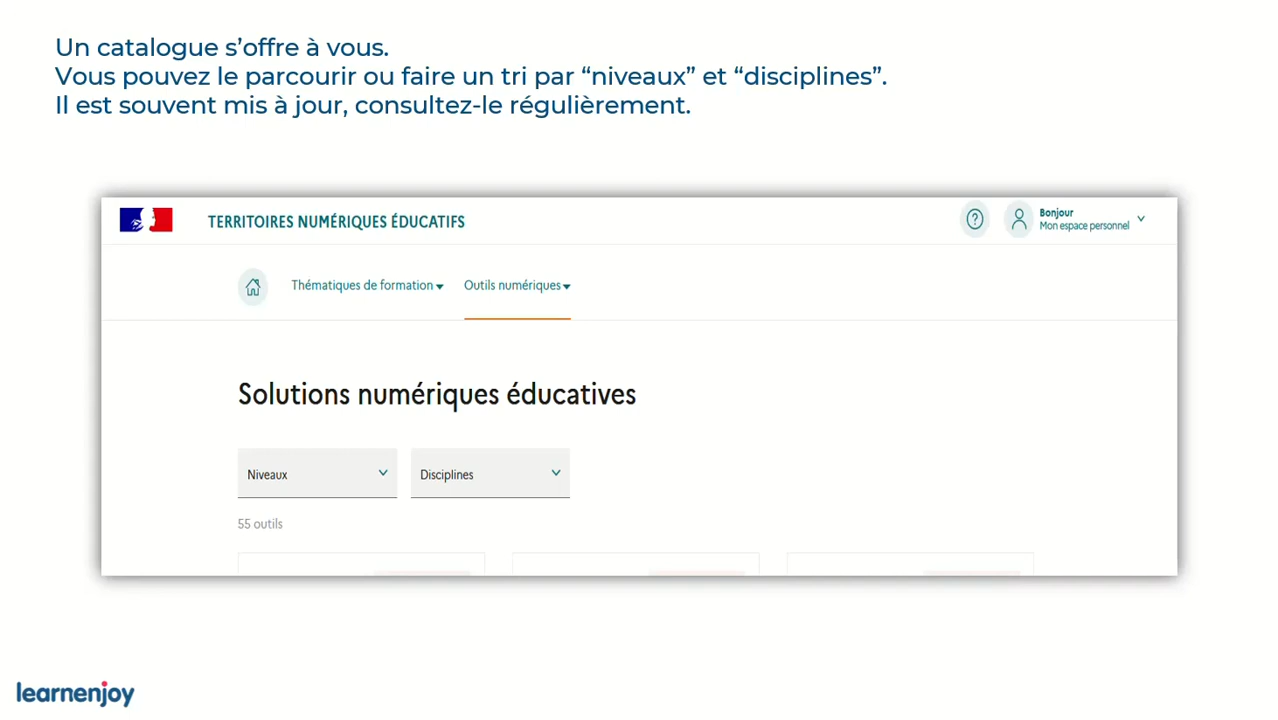 Un catalogue s’offre à vous.
Vous pouvez le parcourir ou faire un tri par “niveaux” et “disciplines”.
Il est souvent mis à jour, consultez-le régulièrement.
TERRITOIRES NUMÉRIQUES ÉDUCATIFS
Bonjour
Mon espace personnel
Thématiques de formation
Outils numériques
Solutions numériques éducatives
Niveaux
Disciplines
55 outils
learnenjoy